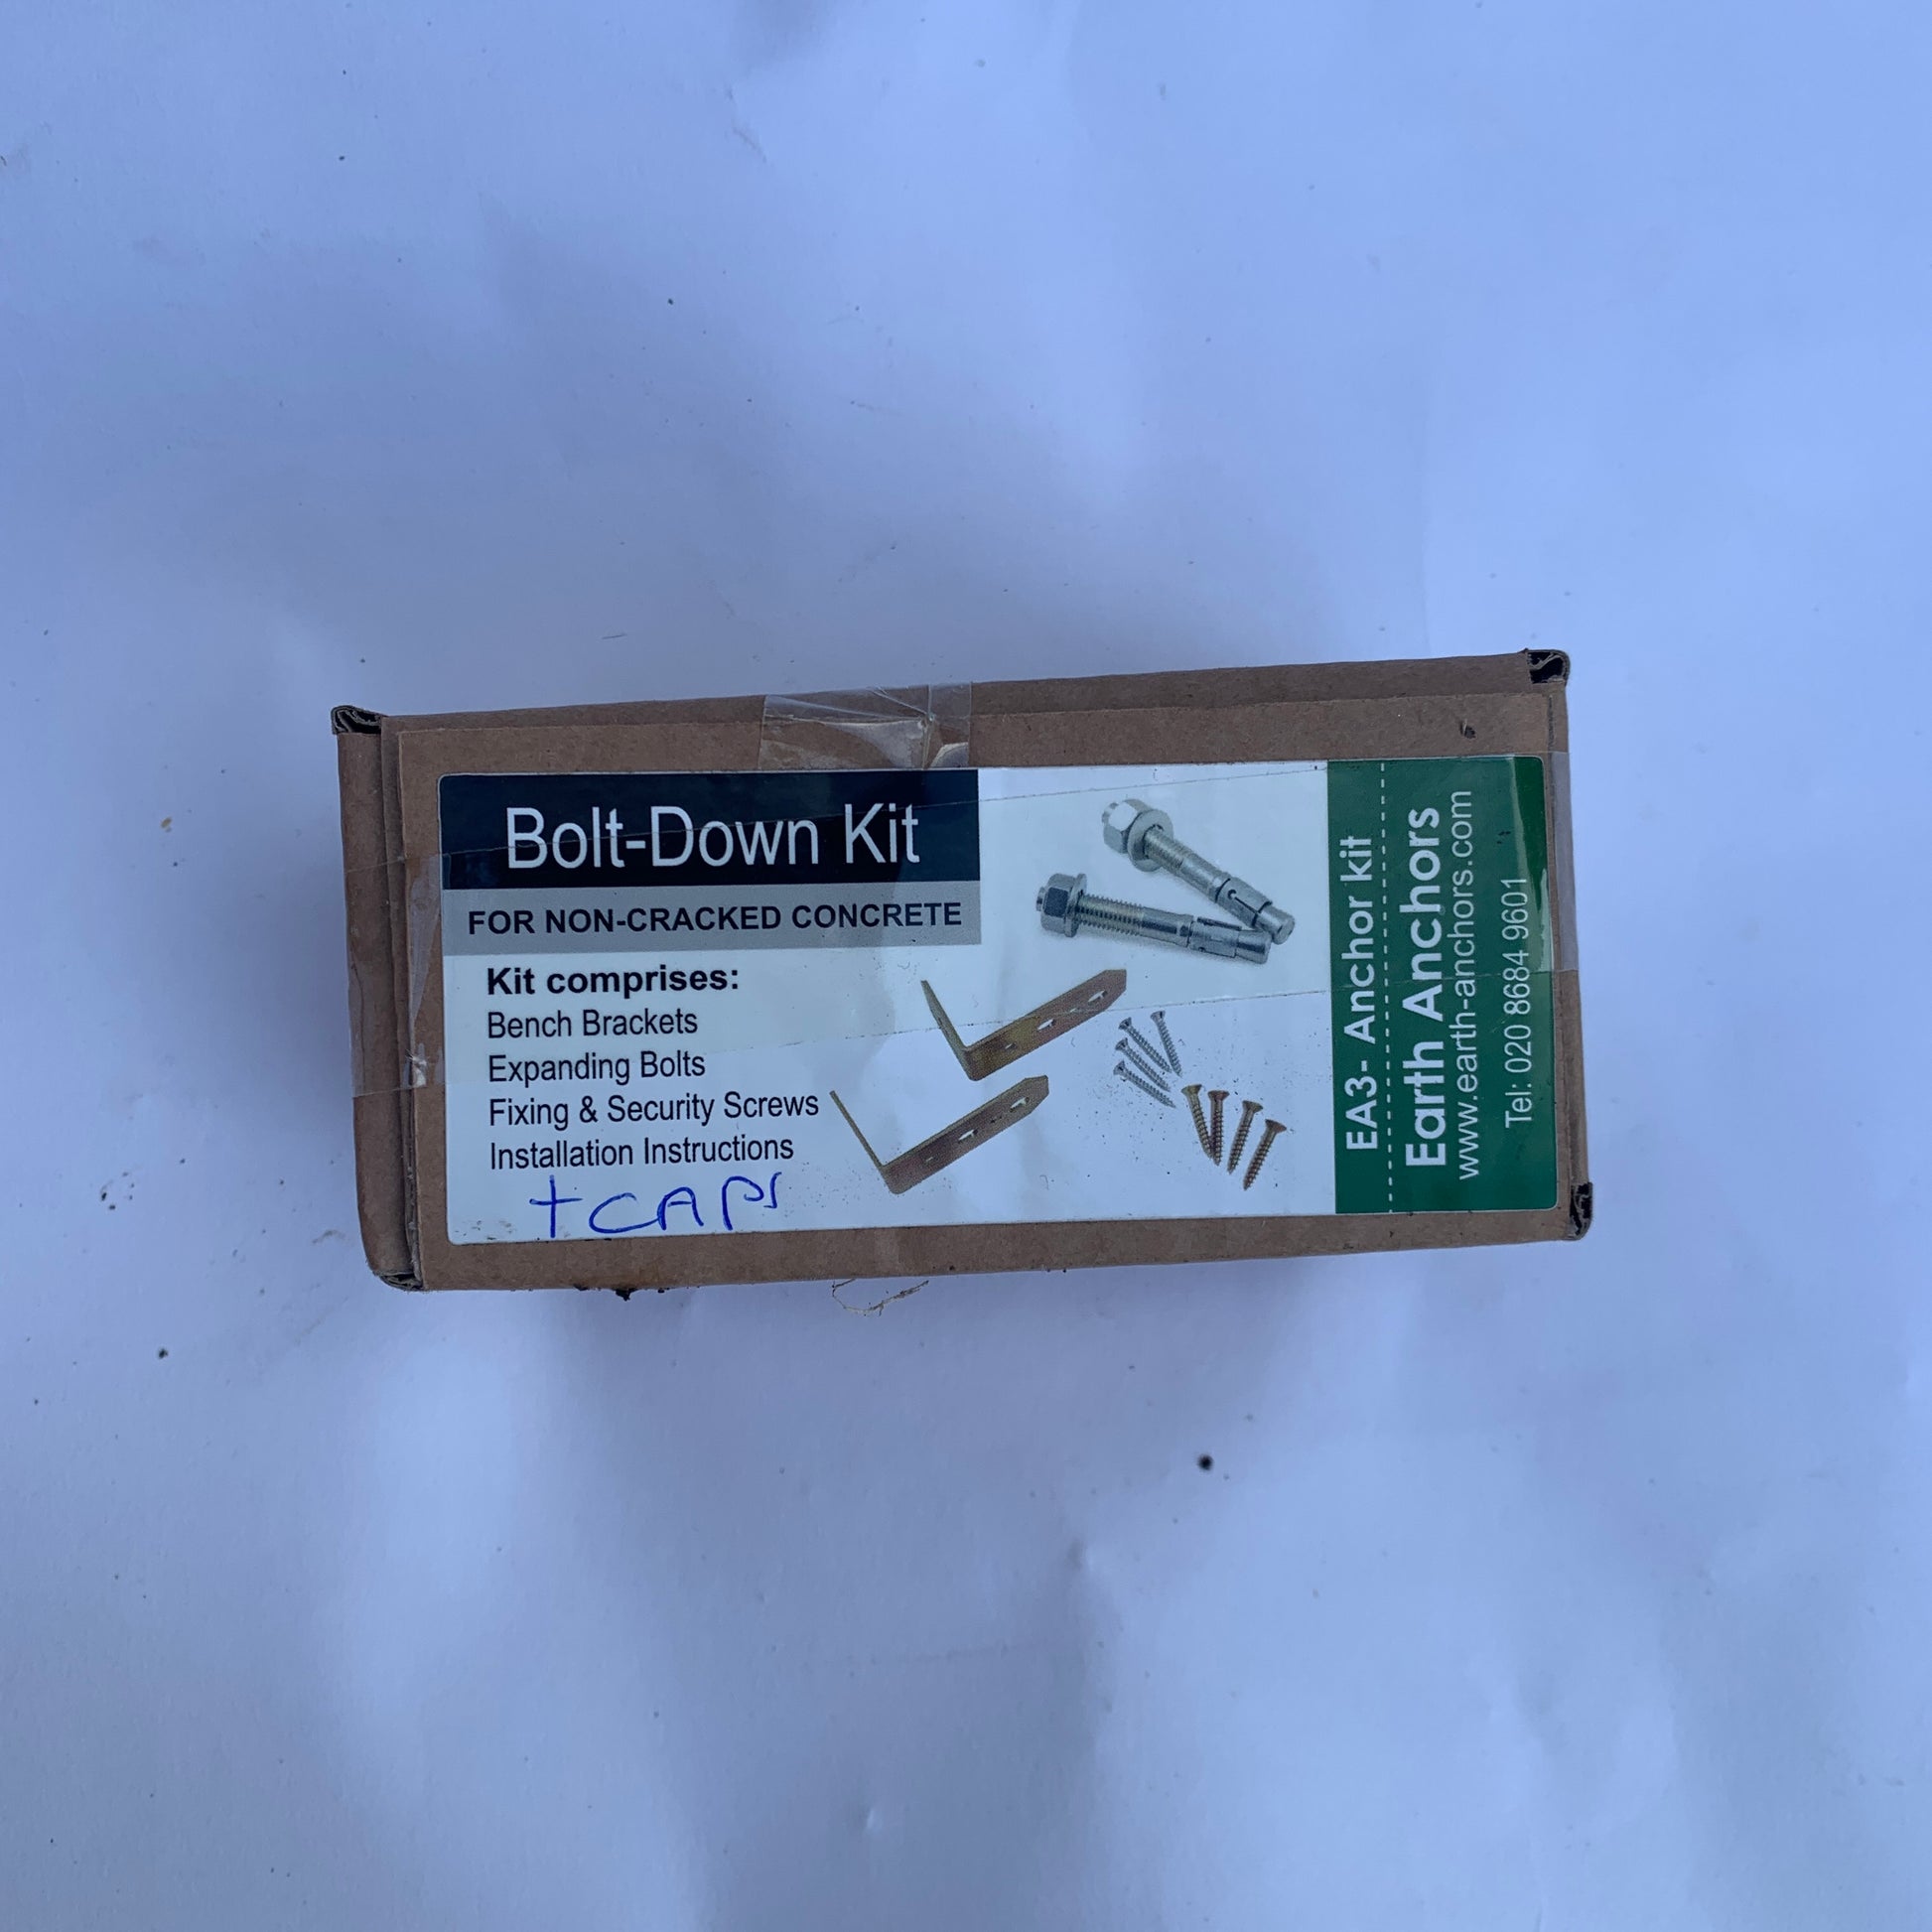 Bolt-Down Kit
FOR NON-CRACKED CONCRETE
Kit comprises:
Bench Brackets
Expanding Bolts
Fixing & Security Screws
Installation Instructions
+ CAPS
EA3- Anchor kit
Earth Anchors
www.earth-anchors.com
Tel: 020 8684 9601